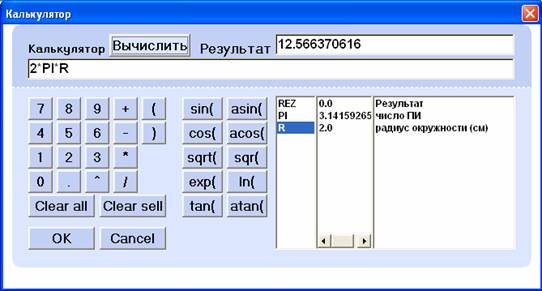 Калькулятор
Калькулятор Вычислить Результат 12.566370616
2*PI*R
7 8 9 + ( sin( asin( REZ 0.0 Результат
PI 3.14159265 число ПИ
4 5 6 - ) cos( acos( R 2.0 радиус окружности (см)
1 2 3 * sqrt( sqr(
0 . ^ / exp( ln(
Clear all Clear sell tan( atan(
OK Cancel